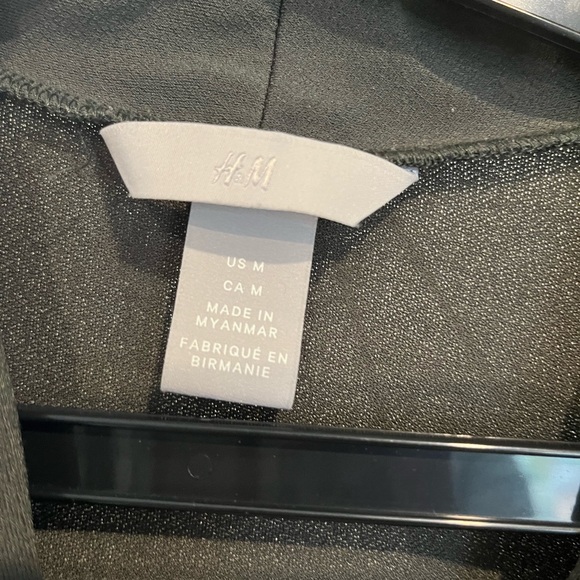 H&M
US M
CA M
MADE IN
MYANMAR
FABRIQUÉ EN
BIRMANIE